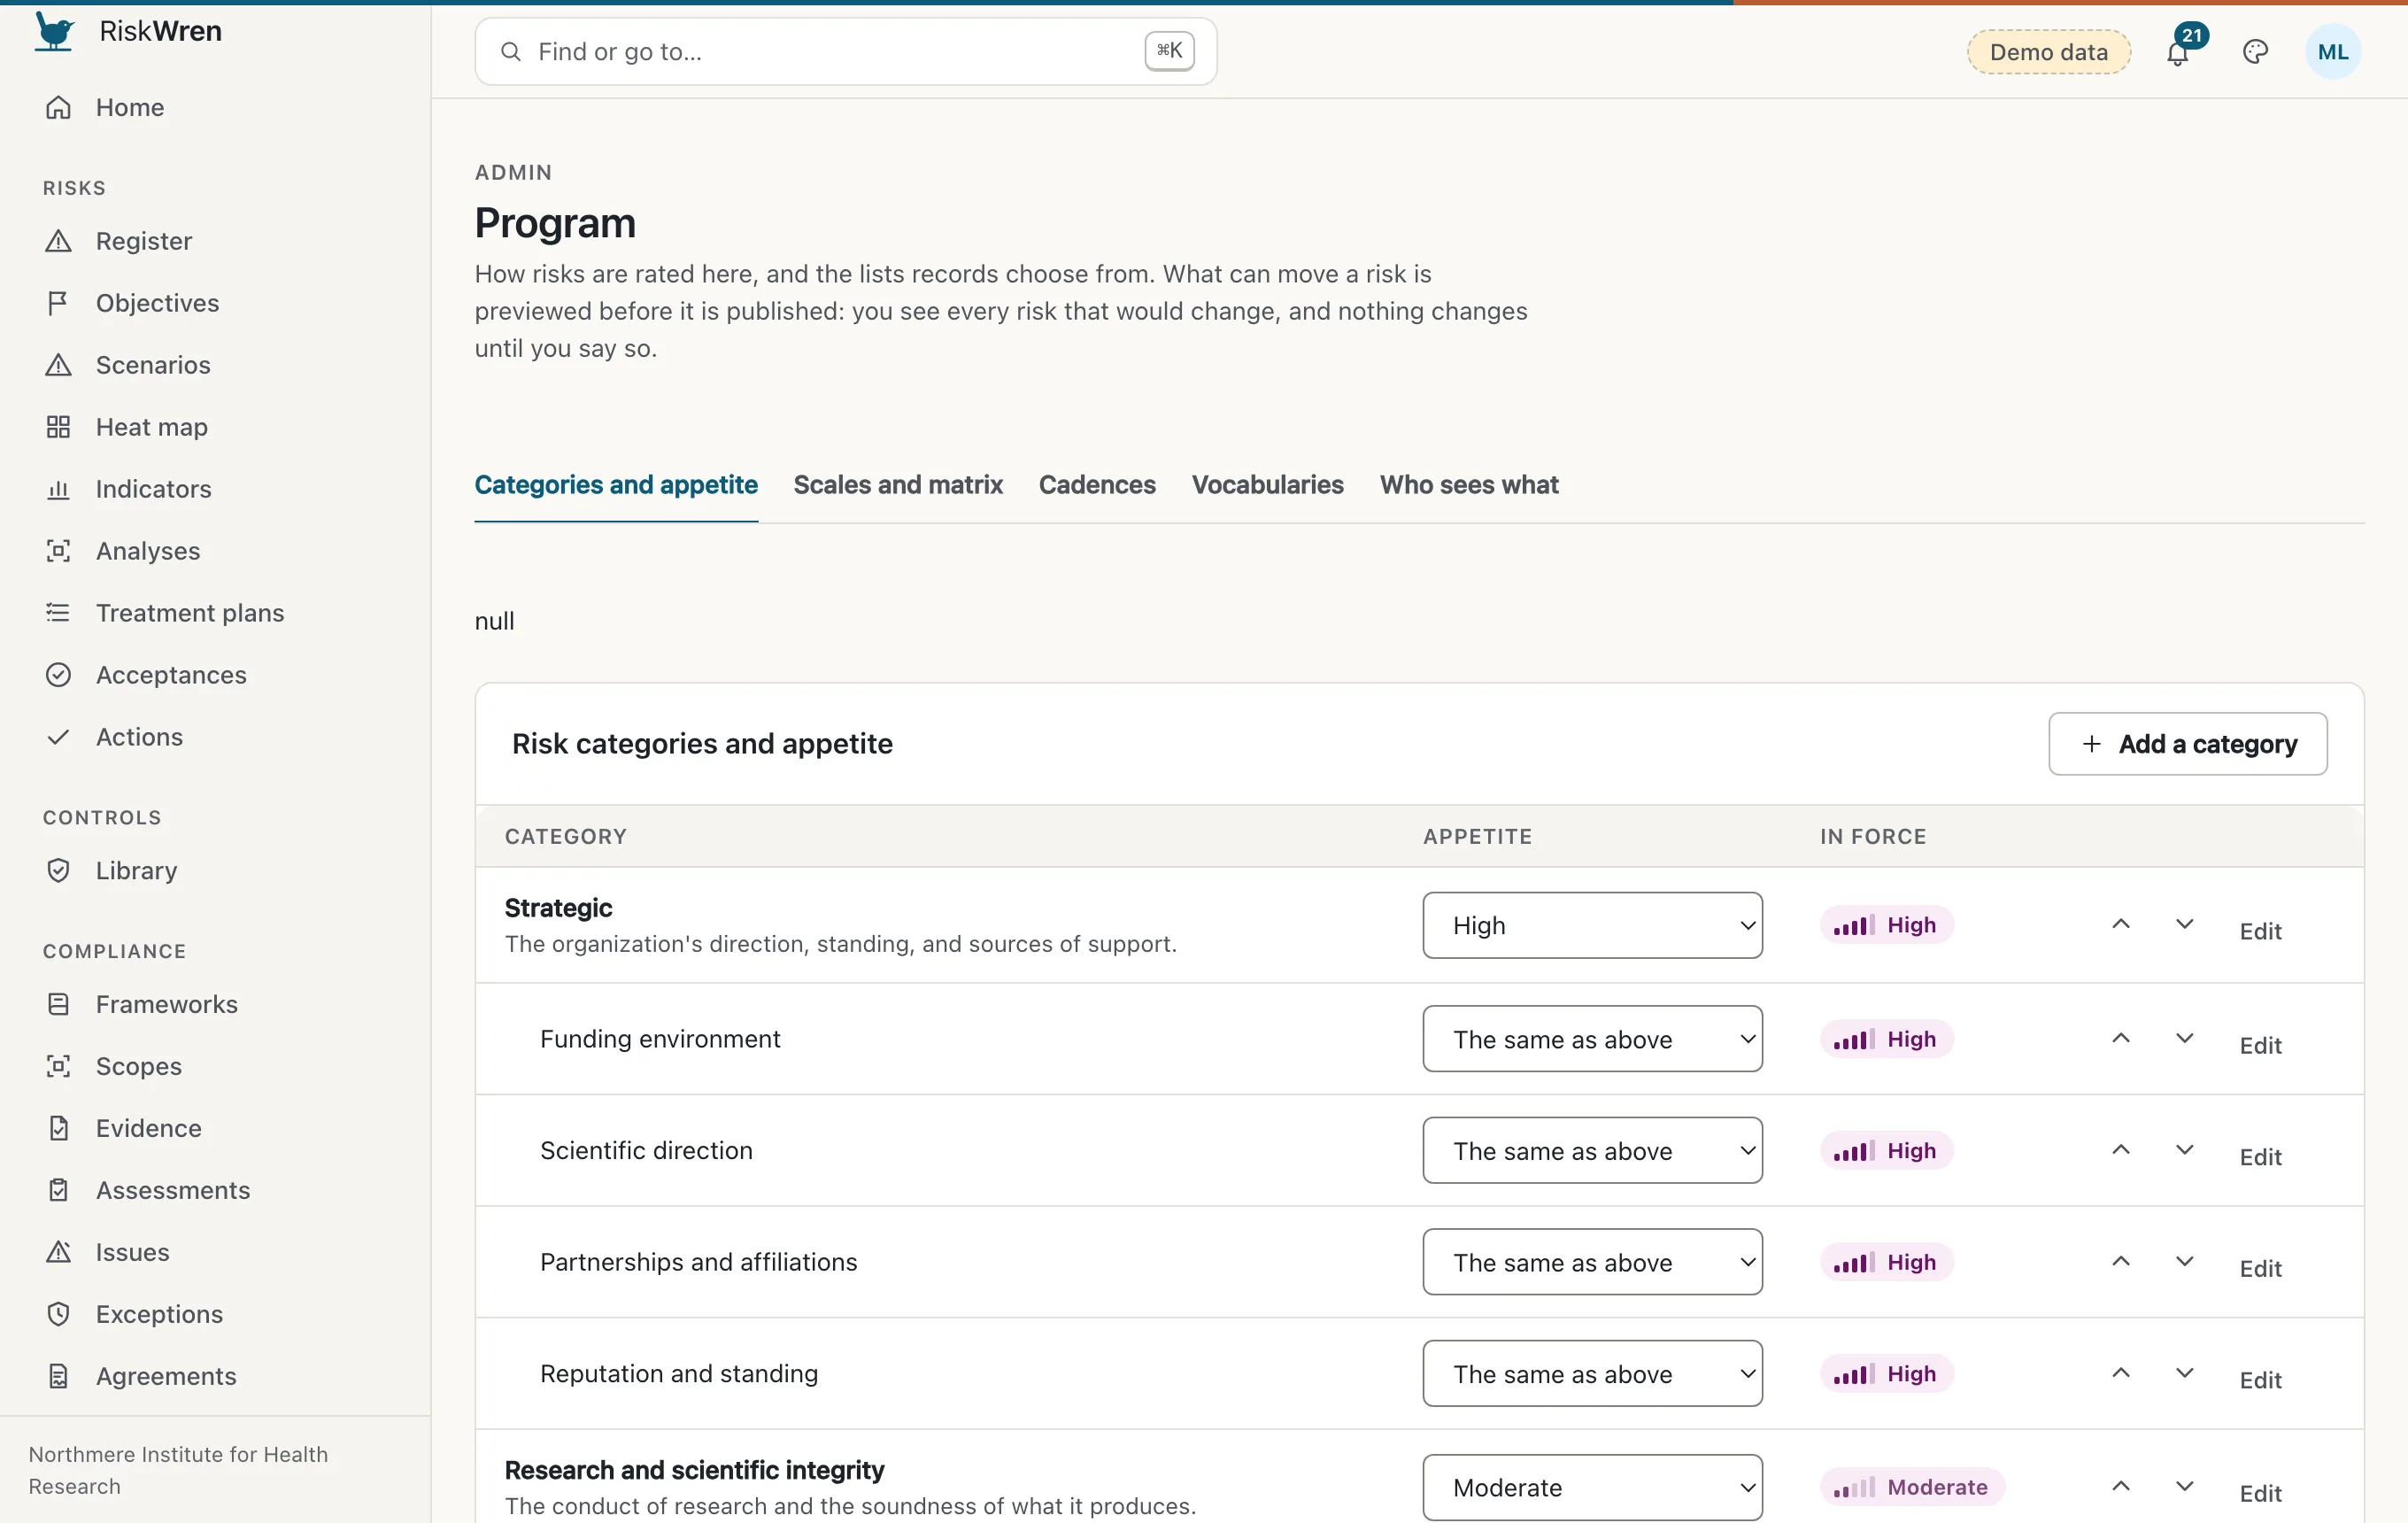 RiskWren
Find or go to...
⌘K
Demo data
21
ML
Home
RISKS
Register
Objectives
Scenarios
Heat map
Indicators
Analyses
Treatment plans
Acceptances
Actions
CONTROLS
Library
COMPLIANCE
Frameworks
Scopes
Evidence
Assessments
Issues
Exceptions
Agreements
Northmere Institute for Health
Research
ADMIN
Program
How risks are rated here, and the lists records choose from. What can move a risk is
previewed before it is published: you see every risk that would change, and nothing changes
until you say so.
Categories and appetite Scales and matrix Cadences Vocabularies Who sees what
null
Risk categories and appetite
+ Add a category
CATEGORY APPETITE IN FORCE
Strategic
The organization's direction, standing, and sources of support.
High High Edit
Funding environment The same as above High Edit
Scientific direction The same as above High Edit
Partnerships and affiliations The same as above High Edit
Reputation and standing The same as above High Edit
Research and scientific integrity
The conduct of research and the soundness of what it produces.
Moderate Moderate Edit